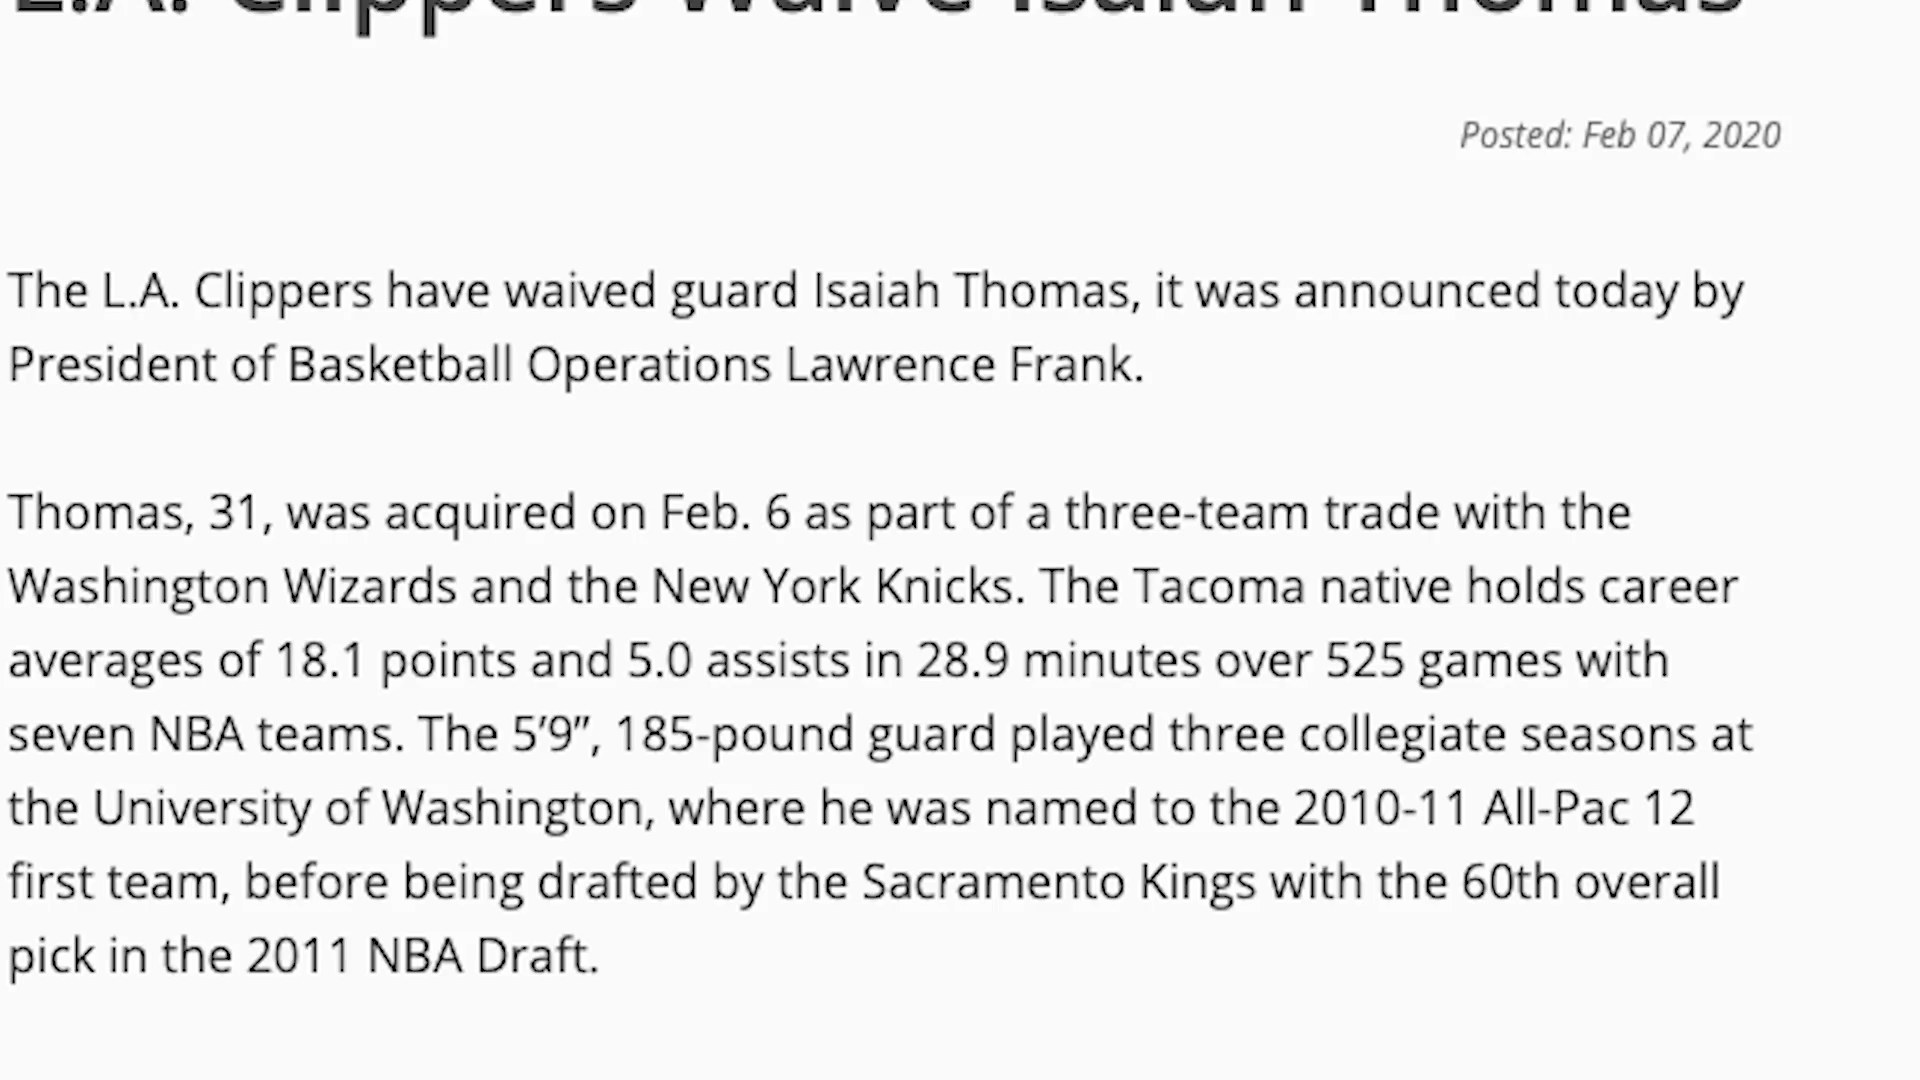 L.A. Clippers Waive Isaiah Thomas
Posted: Feb 07, 2020
The L.A. Clippers have waived guard Isaiah Thomas, it was announced today by
President of Basketball Operations Lawrence Frank.
Thomas, 31, was acquired on Feb. 6 as part of a three-team trade with the
Washington Wizards and the New York Knicks. The Tacoma native holds career
averages of 18.1 points and 5.0 assists in 28.9 minutes over 525 games with
seven NBA teams. The 5’9”, 185-pound guard played three collegiate seasons at
the University of Washington, where he was named to the 2010-11 All-Pac 12
first team, before being drafted by the Sacramento Kings with the 60th overall
pick in the 2011 NBA Draft.